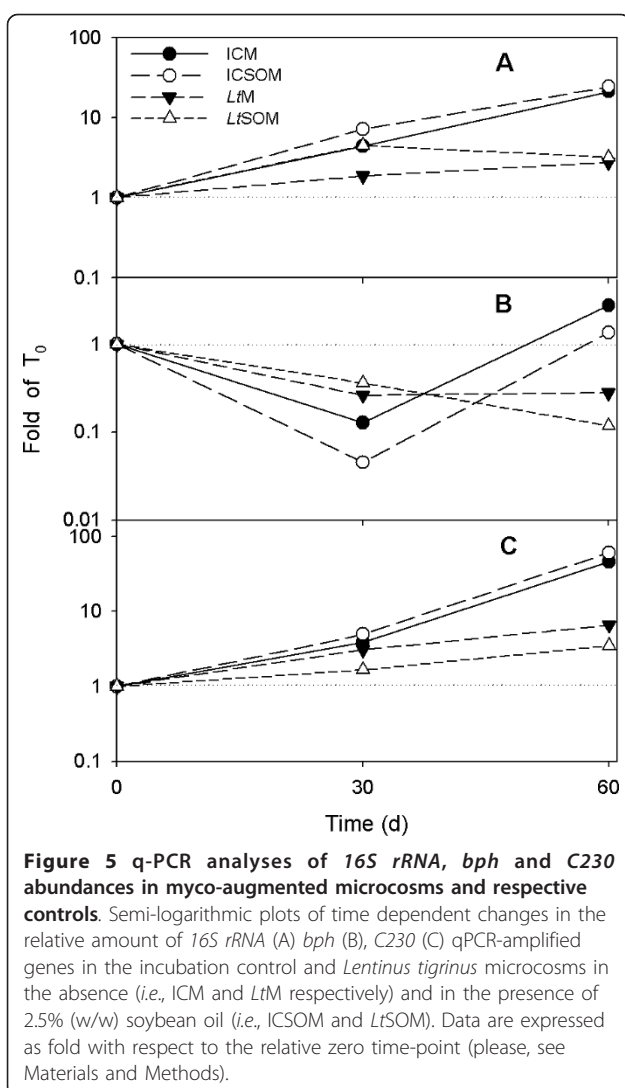 100
ICM
ICSOM
LtM
LtSOM
A
10
1
0.1
B
1
0.1
0.01
Fold of T0
100
C
10
1
0.1
0 30 60
Time (d)
Figure 5 q-PCR analyses of 16S rRNA, bph and C230
abundances in myco-augmented microcosms and respective
controls. Semi-logarithmic plots of time dependent changes in the
relative amount of 16S rRNA (A) bph (B), C230 (C) qPCR-amplified
genes in the incubation control and Lentinus tigrinus microcosms in
the absence (i.e., ICM and LtM respectively) and in the presence of
2.5% (w/w) soybean oil (i.e., ICSOM and LtSOM). Data are expressed
as fold with respect to the relative zero time-point (please, see
Materials and Methods).